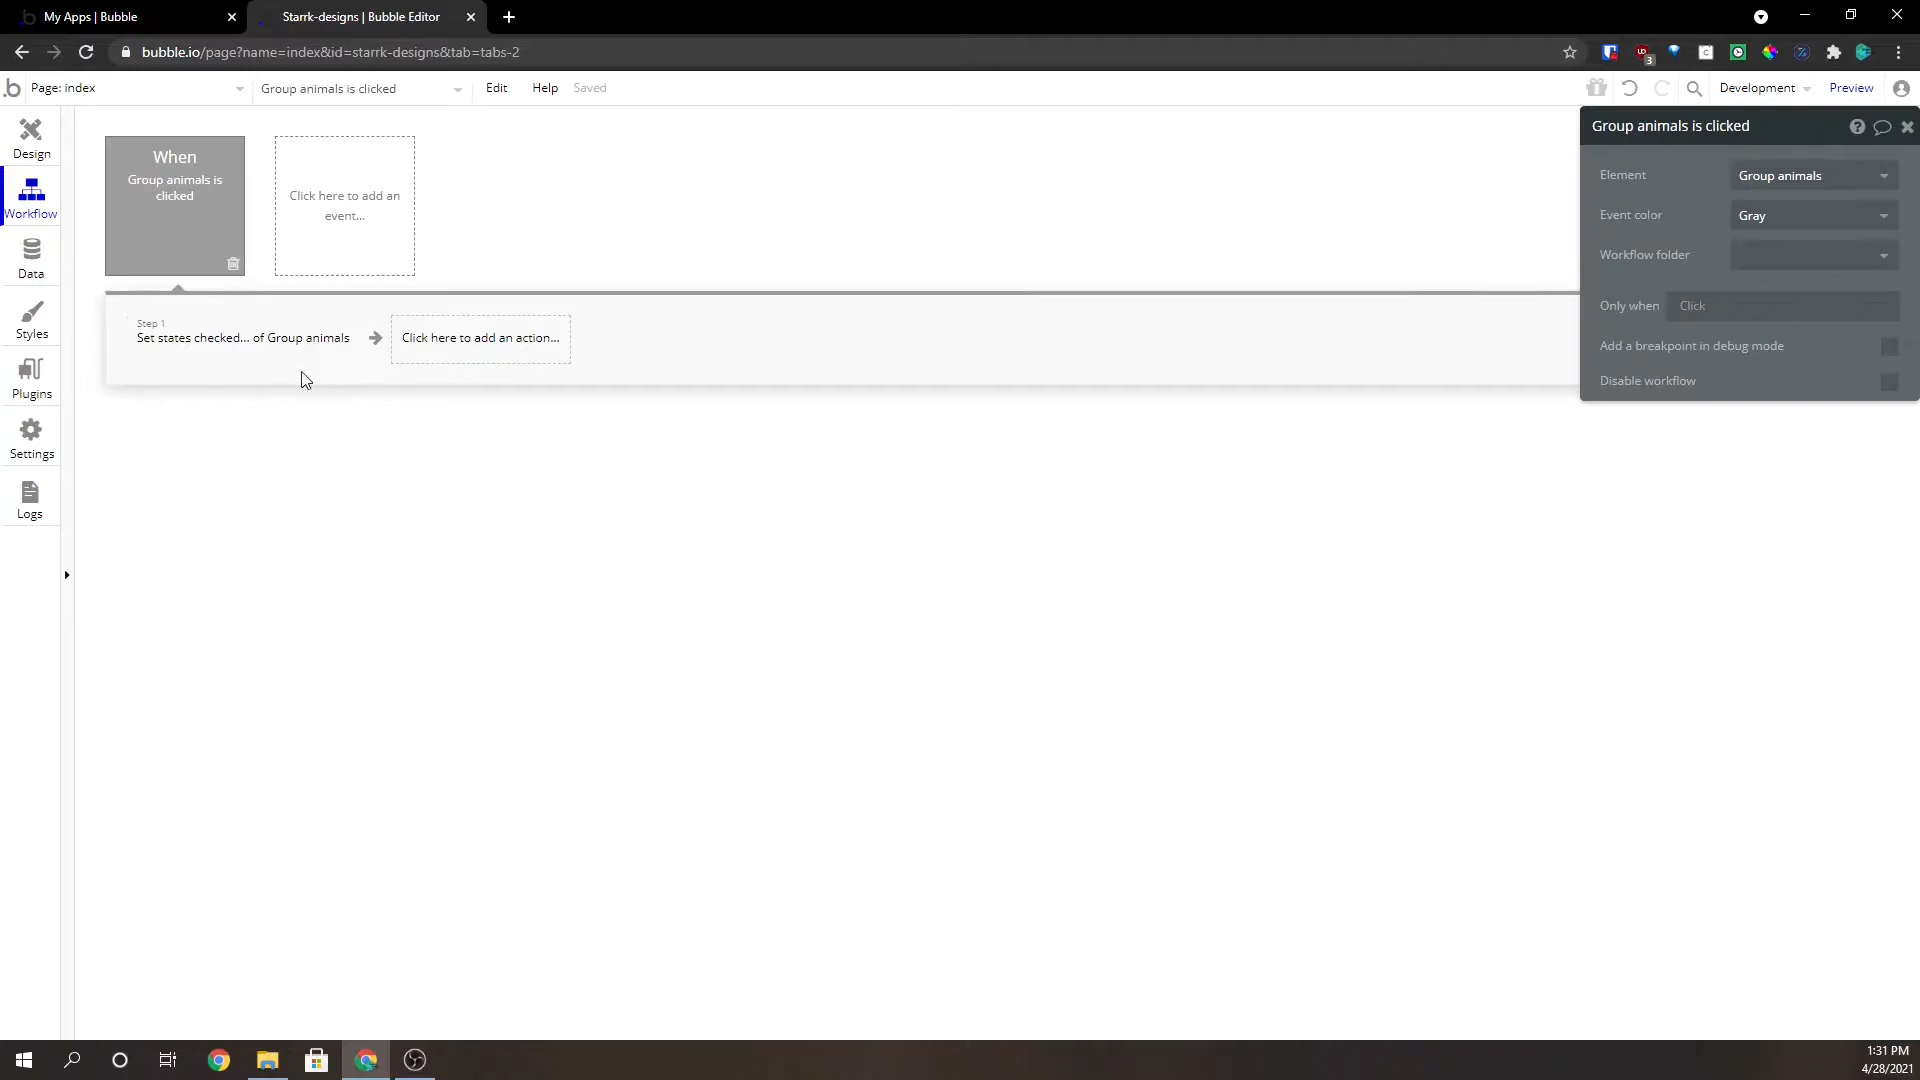 My Apps | Bubble
Starrk-designs | Bubble Editor
bubble.io/page?name=index&id=starrk-designs&tab=tabs-2
3
.b
Page: index
Group animals is clicked
Edit
Help
Saved
Development
Preview
Design
Workflow
Data
Styles
Plugins
Settings
Logs
When
Group animals is
clicked
Click here to add an
event...
Step 1
Set states checked... of Group animals
Click here to add an action...
Group animals is clicked
Element
Group animals
Event color
Gray
Workflow folder
Only when
Click
Add a breakpoint in debug mode
Disable workflow
1:31 PM
4/28/2021